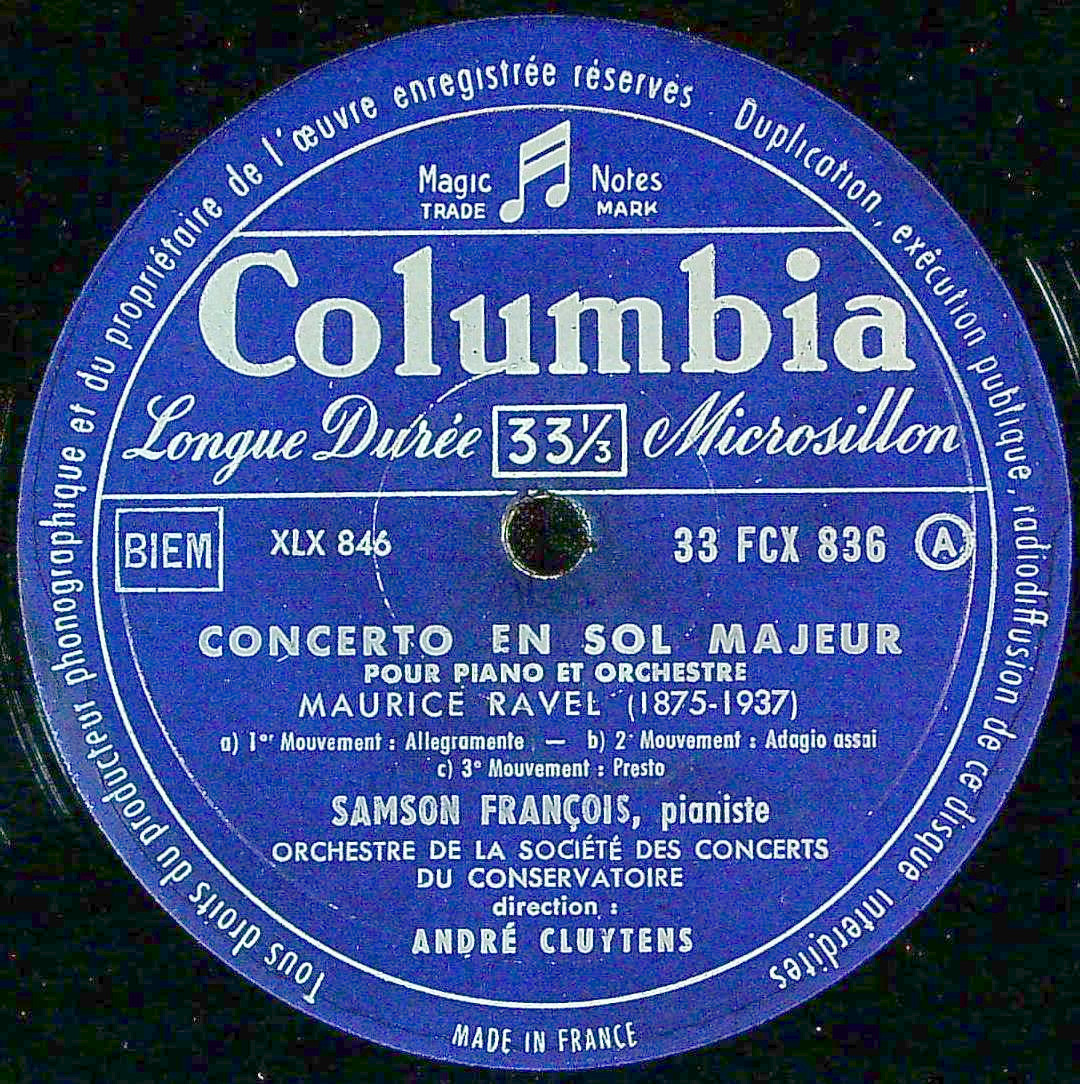 Tous droits du producteur phonographique et du propriétaire de l'œuvre enregistrée réservés
Duplication, exécution publique, radiodiffusion de ce disque interdites
Magic Notes
TRADE MARK
Columbia
Longue Durée 33⅓ Microsillon
BIEM XLX 846 33 FCX 836 A
CONCERTO EN SOL MAJEUR
POUR PIANO ET ORCHESTRE
MAURICE RAVEL (1875-1937)
a) 1er Mouvement : Allegramente — b) 2e Mouvement : Adagio assai
c) 3e Mouvement : Presto
SAMSON FRANÇOIS, pianiste
ORCHESTRE DE LA SOCIÉTÉ DES CONCERTS
DU CONSERVATOIRE
direction :
ANDRÉ CLUYTENS
MADE IN FRANCE